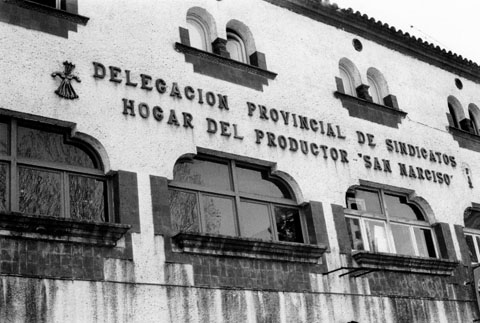 DELEGACION PROVINCIAL DE SINDICATOS
HOGAR DEL PRODUCTOR - "SAN NARCISO"